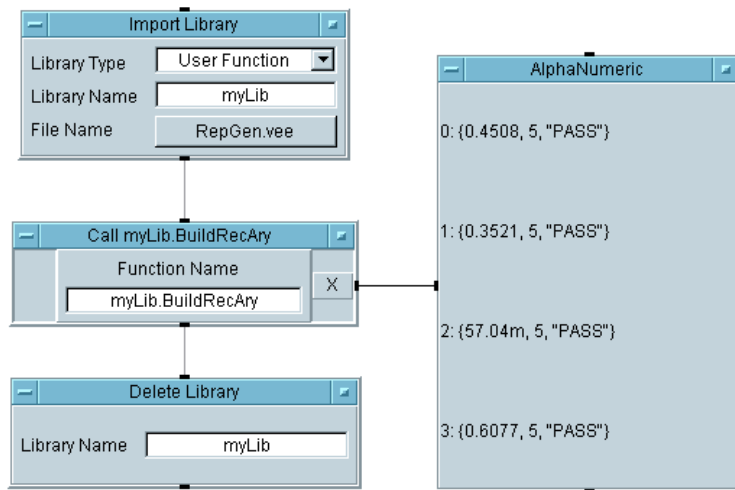 Import Library
Library Type User Function
Library Name myLib
File Name RepGen.vee
Call myLib.BuildRecAry
Function Name
myLib.BuildRecAry
X
Delete Library
Library Name myLib
AlphaNumeric
0: {0.4508, 5, "PASS"}
1: {0.3521, 5, "PASS"}
2: {57.04m, 5, "PASS"}
3: {0.6077, 5, "PASS"}